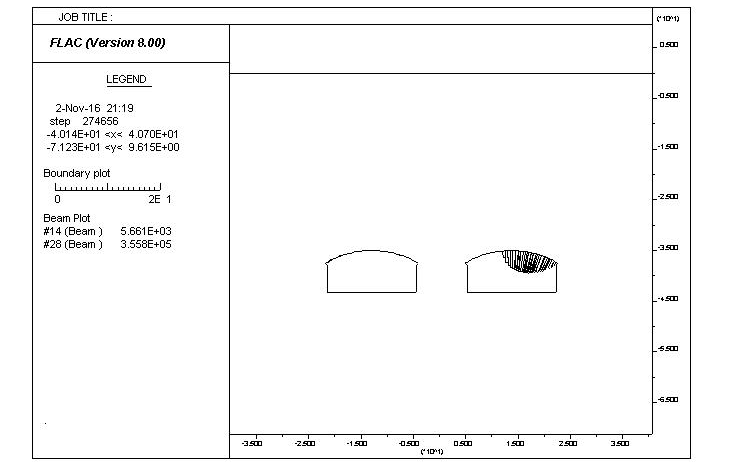 JOB TITLE :
FLAC (Version 8.00)
LEGEND
2-Nov-16 21:19
step 274656
-4.014E+01 <x< 4.070E+01
-7.123E+01 <y< 9.615E+00
Boundary plot
0 2E 1
Beam Plot
#14 (Beam ) 5.661E+03
#28 (Beam ) 3.558E+05
(*10^1)
0.500
-0.500
-1.500
-2.500
-3.500
-4.500
-5.500
-6.500
-3.500 -2.500 -1.500 -0.500 0.500 1.500 2.500 3.500
(*10^1)